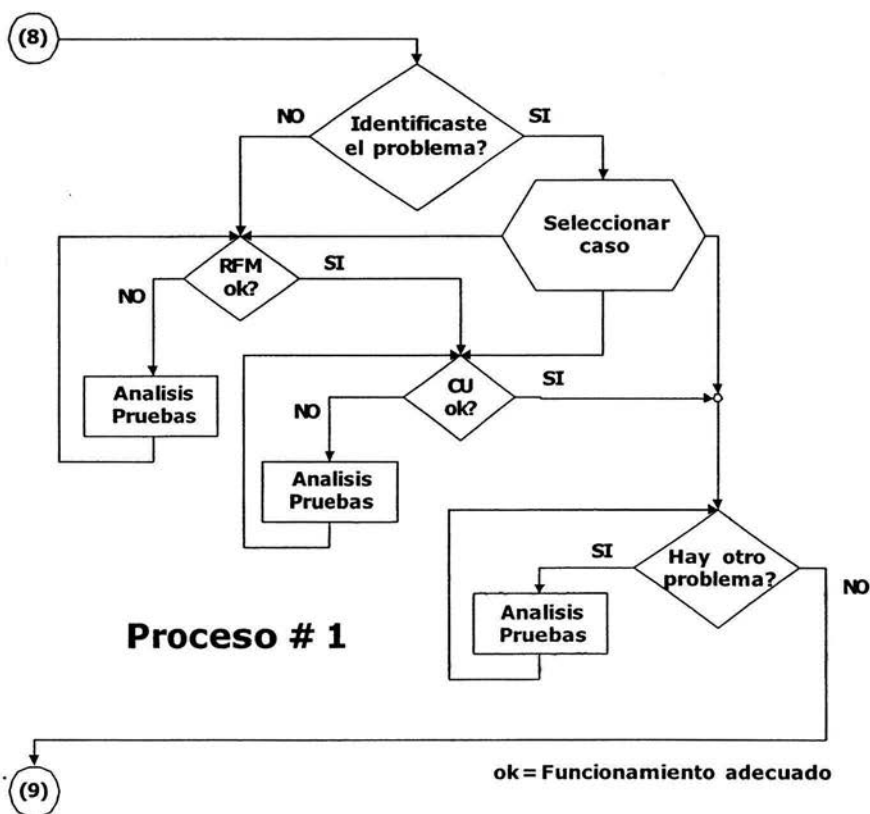 (8)
NO
Identificaste
el problema?
SI
Seleccionar
caso
RFM
ok?
SI
NO
Analisis
Pruebas
CU
ok?
SI
NO
Analisis
Pruebas
Hay otro
problema?
SI
NO
Analisis
Pruebas
Proceso # 1
ok = Funcionamiento adecuado
(9)